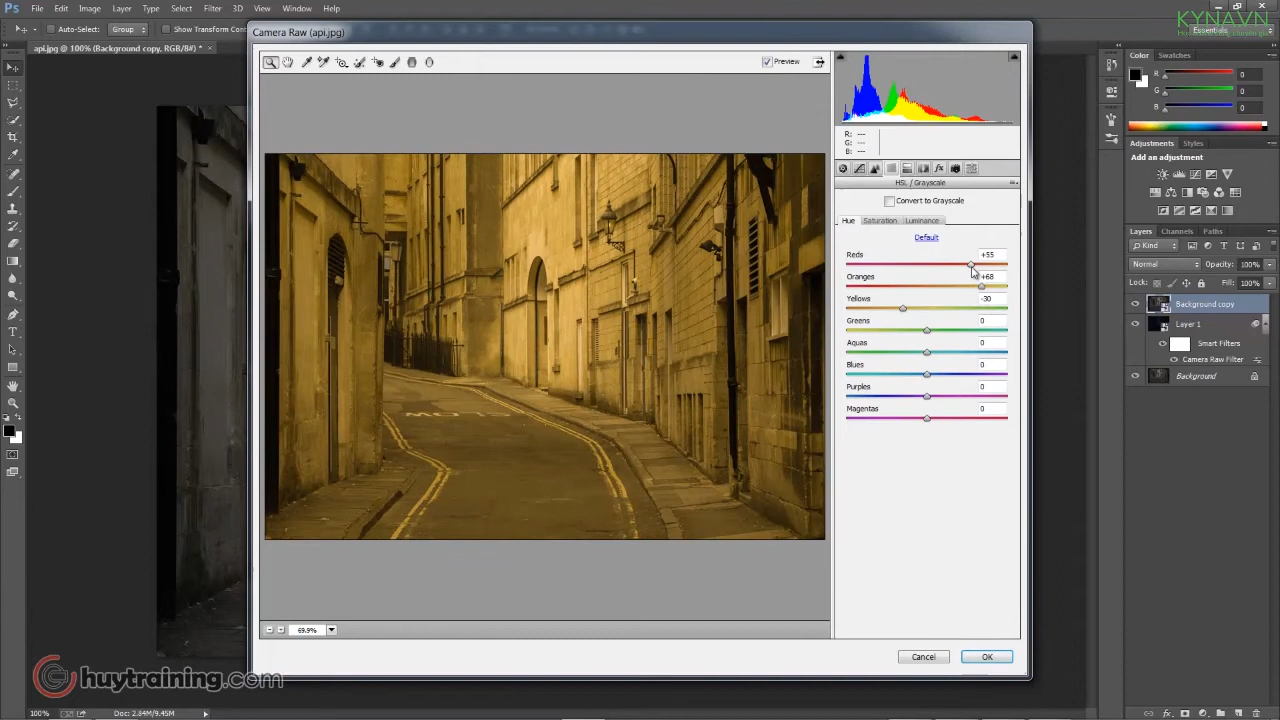 Ps File Edit Image Layer Type Select Filter 3D View Window Help
KYNAVN
Auto-Select: Group Show Transform Cont
Essentials
api.jpg @ 100% (Background copy, RGB/8#) * ×
Camera Raw (api.jpg)
Preview
R: ---
G: ---
B: ---
HSL / Grayscale
Convert to Grayscale
Hue Saturation Luminance
Default
Reds +55
Oranges +68
Yellows -30
Greens 0
Aquas 0
Blues 0
Purples 0
Magentas 0
69.9%
Cancel OK
Color Swatches
R 0
G 0
B 0
Adjustments Styles
Add an adjustment
Layers Channels Paths
Kind
Normal Opacity: 100%
Lock: Fill: 100%
Background copy
Layer 1
Smart Filters
Camera Raw Filter
Background
huytraining.com
100% Doc: 2.84M/9.45M